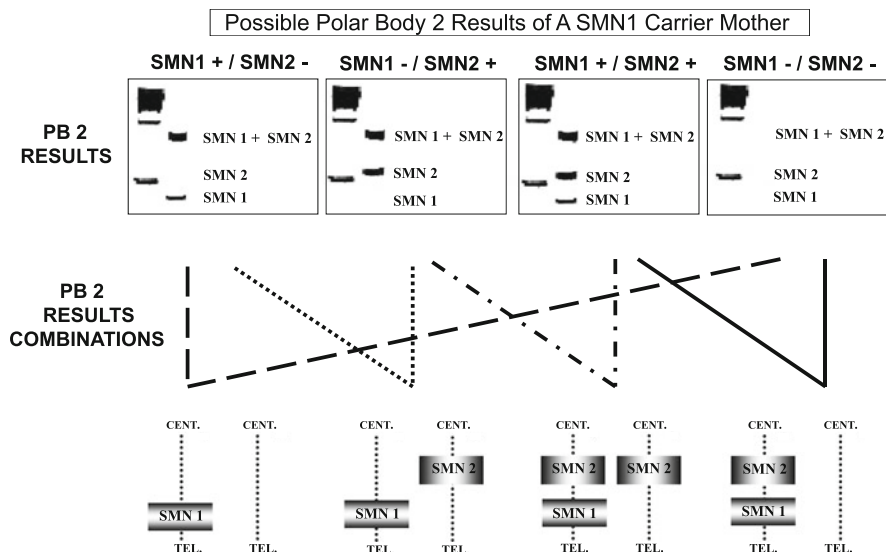 Possible Polar Body 2 Results of A SMN1 Carrier Mother
SMN1 + / SMN2 -
SMN1 - / SMN2 +
SMN1 + / SMN2 +
SMN1 - / SMN2 -
PB 2
RESULTS
SMN 1 + SMN 2
SMN 2
SMN 1
SMN 1 + SMN 2
SMN 2
SMN 1
SMN 1 + SMN 2
SMN 2
SMN 1
SMN 1 + SMN 2
SMN 2
SMN 1
PB 2
RESULTS
COMBINATIONS
CENT. CENT. CENT. CENT. CENT. CENT. CENT. CENT.
SMN 2 SMN 2 SMN 2 SMN 2
SMN 1 SMN 1 SMN 1 SMN 1
TEL. TEL. TEL. TEL. TEL. TEL. TEL. TEL.